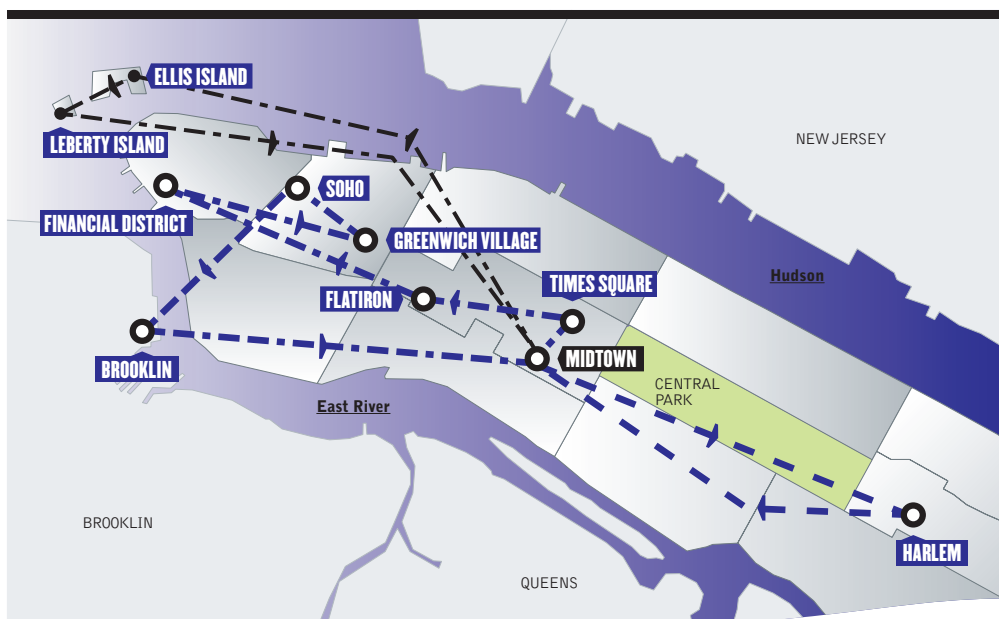 ELLIS ISLAND
NEW JERSEY
LEBERTY ISLAND
SOHO
FINANCIAL DISTRICT
GREENWICH VILLAGE
Hudson
TIMES SQUARE
FLATIRON
MIDTOWN
BROOKLIN
CENTRAL
PARK
East River
BROOKLIN
HARLEM
QUEENS